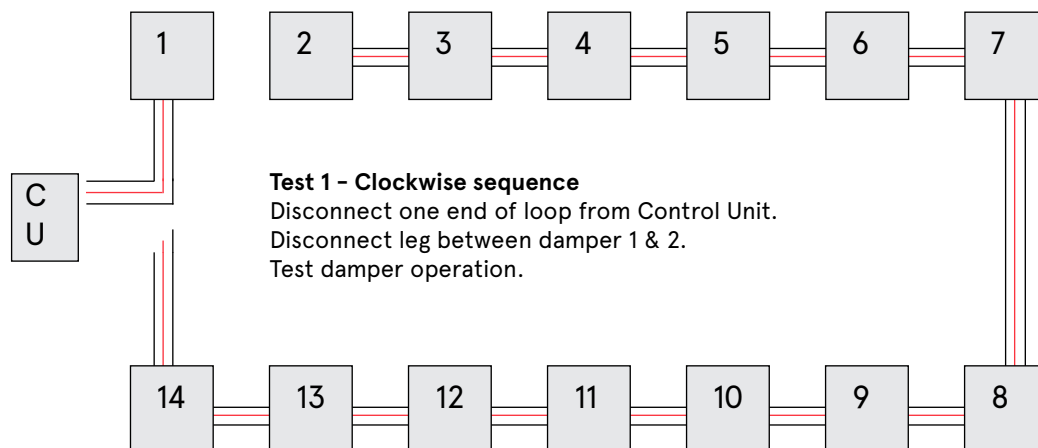 1 2 3 4 5 6 7
C
U
Test 1 – Clockwise sequence
Disconnect one end of loop from Control Unit.
Disconnect leg between damper 1 & 2.
Test damper operation.
14 13 12 11 10 9 8